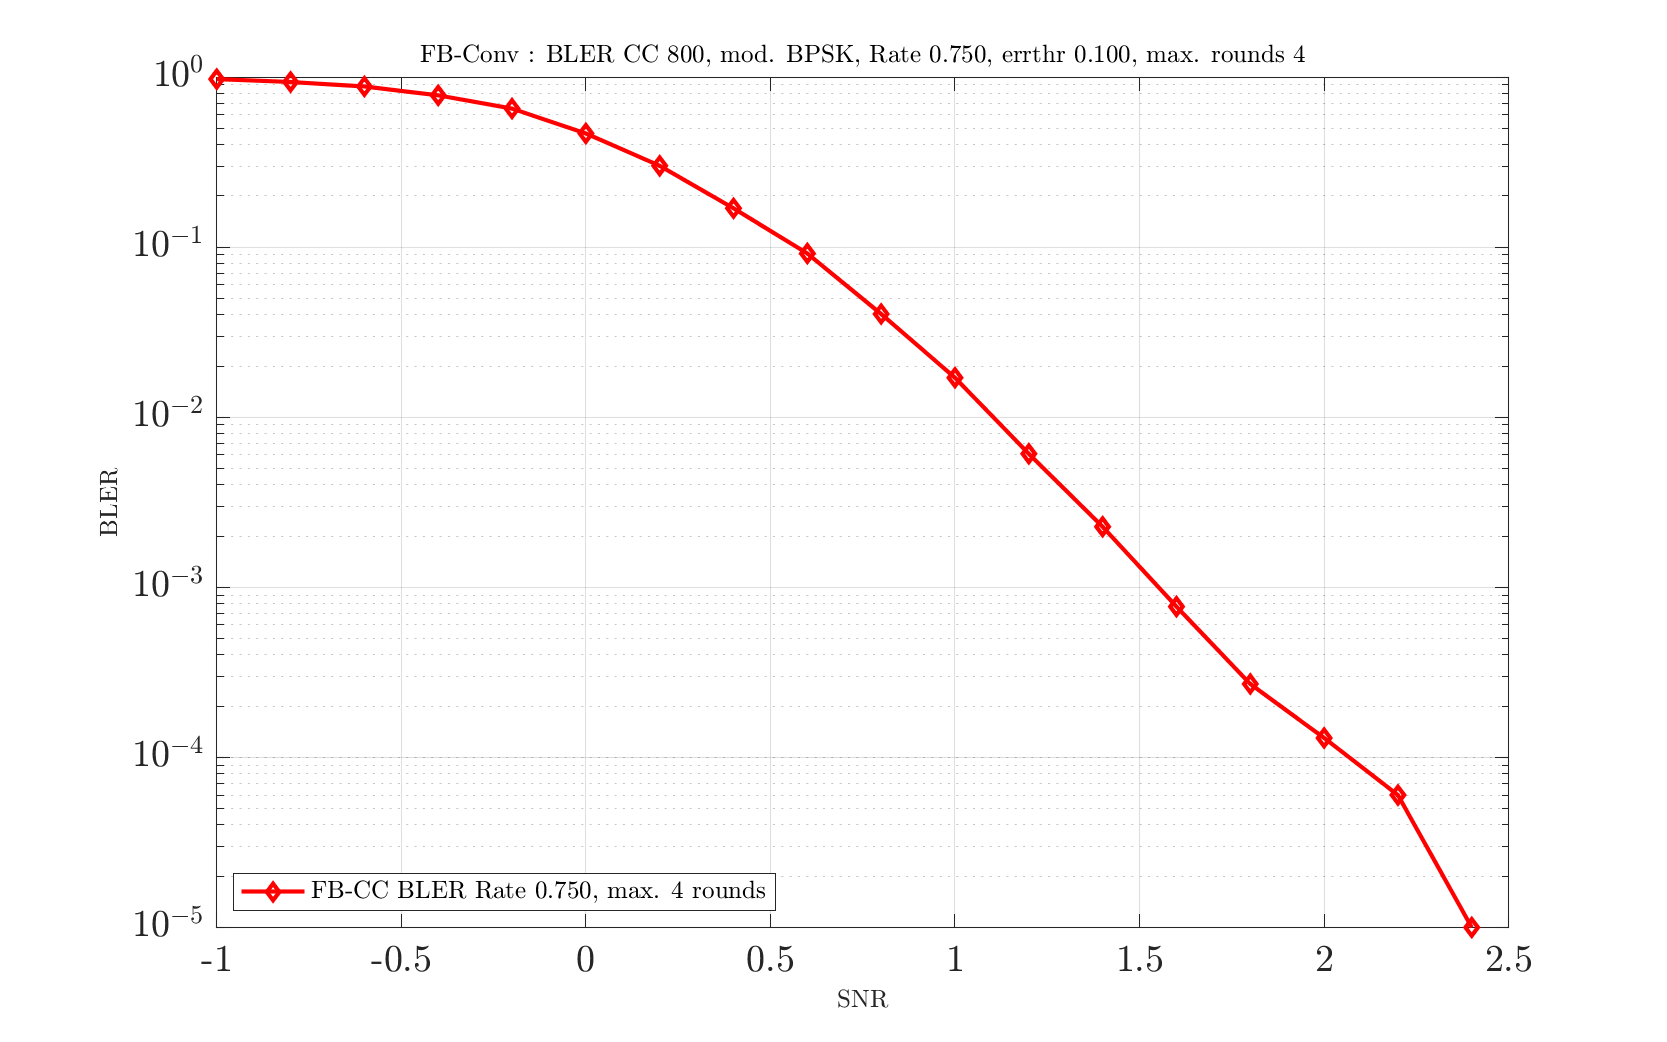 FB-Conv : BLER CC 800, mod. BPSK, Rate 0.750, errthr 0.100, max. rounds 4
10^0
10^{-1}
10^{-2}
10^{-3}
10^{-4}
10^{-5}
BLER
FB-CC BLER Rate 0.750, max. 4 rounds
-1 -0.5 0 0.5 1 1.5 2 2.5
SNR